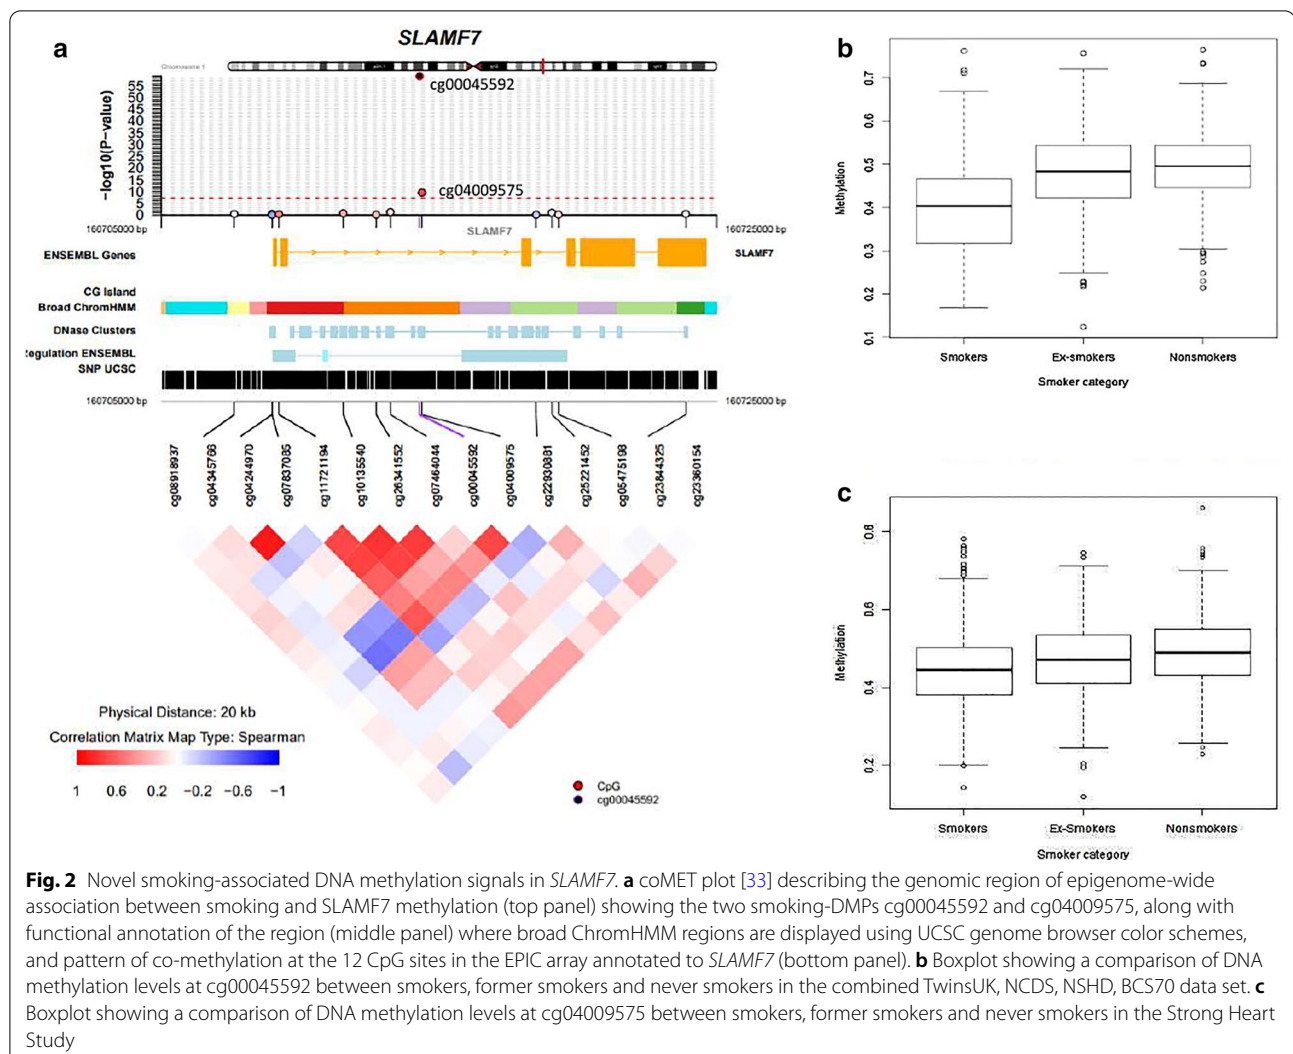 a
SLAMF7
Chromosome 1
cg00045592
-log10(P-value)
55
50
45
40
35
30
25
20
15
10
5
0
cg04009575
160705000 bp
160725000 bp
SLAMF7
ENSEMBL Genes
SLAMF7
CG Island
Broad ChromHMM
DNase Clusters
egulation ENSEMBL
SNP UCSC
160705000 bp
160725000 bp
cg08918937
cg04345766
cg04244970
cg07837085
cg11721194
cg10135540
cg26341552
cg07464044
cg00045592
cg04009575
cg22930881
cg25221452
cg05475198
cg23844325
cg23360154
Physical Distance: 20 kb
Correlation Matrix Map Type: Spearman
1 0.6 0.2 −0.2 −0.6 −1
CpG
cg00045592
b
Methylation
0.7
0.6
0.5
0.4
0.3
0.2
0.1
Smokers Ex-smokers Nonsmokers
Smoker category
c
Methylation
0.8
0.6
0.4
0.2
Smokers Ex-Smokers Nonsmokers
Smoker category
Fig. 2 Novel smoking-associated DNA methylation signals in SLAMF7. a coMET plot [33] describing the genomic region of epigenome-wide
association between smoking and SLAMF7 methylation (top panel) showing the two smoking-DMPs cg00045592 and cg04009575, along with
functional annotation of the region (middle panel) where broad ChromHMM regions are displayed using UCSC genome browser color schemes,
and pattern of co-methylation at the 12 CpG sites in the EPIC array annotated to SLAMF7 (bottom panel). b Boxplot showing a comparison of DNA
methylation levels at cg00045592 between smokers, former smokers and never smokers in the combined TwinsUK, NCDS, NSHD, BCS70 data set. c
Boxplot showing a comparison of DNA methylation levels at cg04009575 between smokers, former smokers and never smokers in the Strong Heart
Study